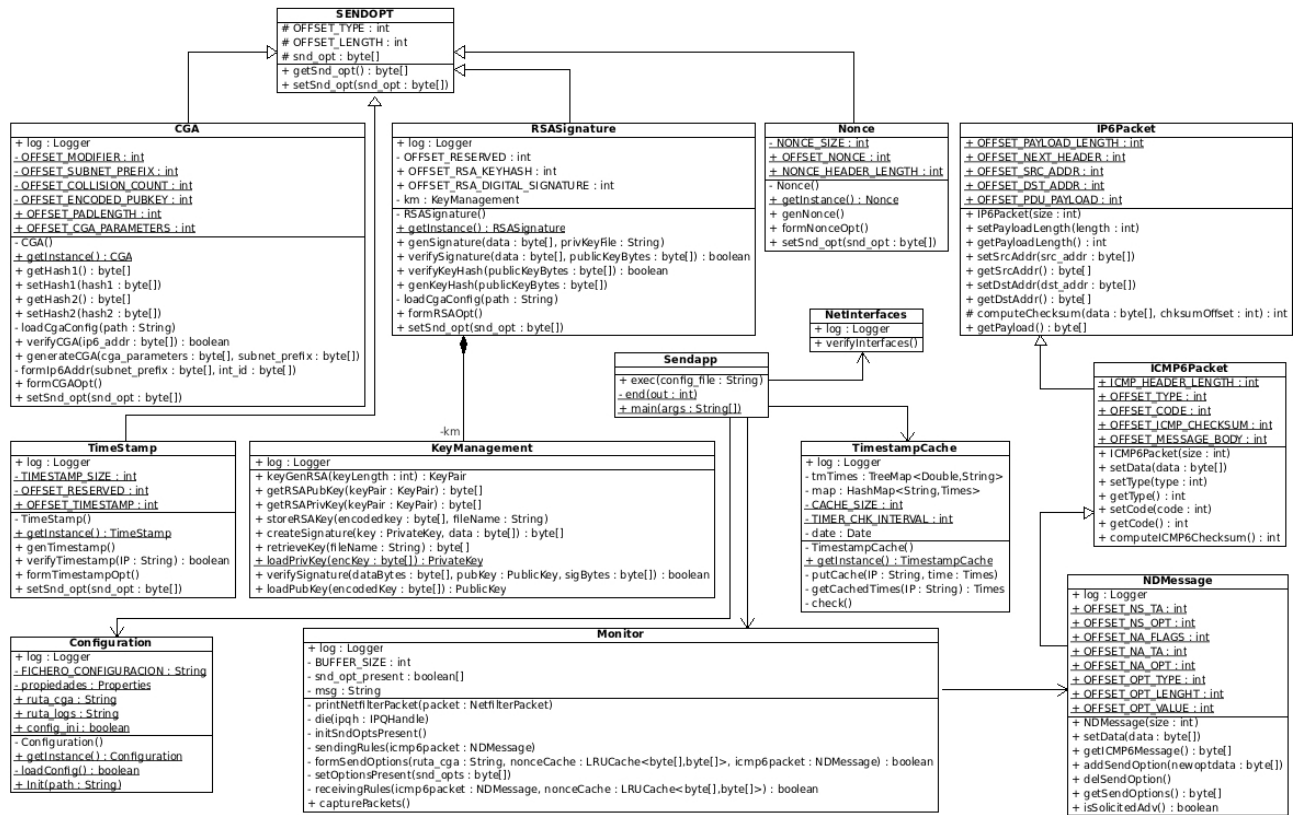 SENDOPT
# OFFSET_TYPE : int
# OFFSET_LENGTH : int
# snd_opt : byte[]
+ getSnd_opt() : byte[]
+ setSnd_opt(snd_opt : byte[])
CGA
+ log : Logger
- OFFSET_MODIFIER : int
- OFFSET_SUBNET_PREFIX : int
- OFFSET_COLLISION_COUNT : int
- OFFSET_ENCODED_PUBKEY : int
+ OFFSET_PADLENGTH : int
+ OFFSET_CGA_PARAMETERS : int
- CGA()
+ getInstance() : CGA
+ getHash1() : byte[]
+ setHash1(hash1 : byte[])
+ getHash2() : byte[]
+ setHash2(hash2 : byte[])
- loadCgaConfig(path : String)
+ verifyCGA(ip6_addr : byte[]) : boolean
+ generateCGA(cga_parameters : byte[], subnet_prefix : byte[])
- formIp6Addr(subnet_prefix : byte[], int_id : byte[])
+ formCGAOpt()
+ setSnd_opt(snd_opt : byte[])
RSASignature
+ log : Logger
- OFFSET_RESERVED : int
+ OFFSET_RSA_KEYHASH : int
+ OFFSET_RSA_DIGITAL_SIGNATURE : int
- km : KeyManagement
- RSASignature()
+ getInstance() : RSASignature
+ genSignature(data : byte[], privKeyFile : String)
+ verifySignature(data : byte[], publicKeyBytes : byte[]) : boolean
+ verifyKeyHash(publicKeyBytes : byte[]) : boolean
+ genKeyHash(publicKeyBytes : byte[])
- loadCgaConfig(path : String)
+ formRSAOpt()
+ setSnd_opt(snd_opt : byte[])
Nonce
- NONCE_SIZE : int
+ OFFSET_NONCE : int
+ NONCE_HEADER_LENGTH : int
- Nonce()
+ getInstance() : Nonce
+ genNonce()
+ formNonceOpt()
+ setSnd_opt(snd_opt : byte[])
IP6Packet
+ OFFSET_PAYLOAD_LENGTH : int
+ OFFSET_NEXT_HEADER : int
+ OFFSET_SRC_ADDR : int
+ OFFSET_DST_ADDR : int
+ OFFSET_PDU_PAYLOAD : int
+ IP6Packet(size : int)
+ setPayloadLength(length : int)
+ getPayloadLength() : int
+ setSrcAddr(src_addr : byte[])
+ getSrcAddr() : byte[]
+ setDstAddr(dst_addr : byte[])
+ getDstAddr() : byte[]
# computeChecksum(data : byte[], chksumOffset : int) : int
+ getPayload() : byte[]
NetInterfaces
+ log : Logger
+ verifyInterfaces()
Sendapp
+ exec(config_file : String)
- end(out : int)
+ main(args : String[])
ICMP6Packet
+ ICMP_HEADER_LENGTH : int
+ OFFSET_TYPE : int
+ OFFSET_CODE : int
+ OFFSET_ICMP_CHECKSUM : int
+ OFFSET_MESSAGE_BODY : int
+ ICMP6Packet(size : int)
+ setData(data : byte[])
+ setType(type : int)
+ getType() : int
+ setCode(code : int)
+ getCode() : int
+ computeICMP6Checksum() : int
-km
TimeStamp
+ log : Logger
- TIMESTAMP_SIZE : int
- OFFSET_RESERVED : int
+ OFFSET_TIMESTAMP : int
- TimeStamp()
+ getInstance() : TimeStamp
+ genTimestamp()
+ verifyTimestamp(IP : String) : boolean
+ formTimestampOpt()
+ setSnd_opt(snd_opt : byte[])
KeyManagement
+ log : Logger
+ keyGenRSA(keyLength : int) : KeyPair
+ getRSAPubKey(keyPair : KeyPair) : byte[]
+ getRSAPrivKey(keyPair : KeyPair) : byte[]
+ storeRSAKey(encodedkey : byte[], fileName : String)
+ createSignature(key : PrivateKey, data : byte[]) : byte[]
+ retrieveKey(fileName : String) : byte[]
+ loadPrivKey(encKey : byte[]) : PrivateKey
+ verifySignature(dataBytes : byte[], pubKey : PublicKey, sigBytes : byte[]) : boolean
+ loadPubKey(encodedKey : byte[]) : PublicKey
TimestampCache
+ log : Logger
- tmTimes : TreeMap<Double,String>
- map : HashMap<String,Times>
- CACHE_SIZE : int
- TIMER_CHK_INTERVAL : int
- date : Date
- TimestampCache()
+ getInstance() : TimestampCache
- putCache(IP : String, time : Times)
- getCachedTimes(IP : String) : Times
- check()
NDMessage
+ log : Logger
+ OFFSET_NS_TA : int
+ OFFSET_NS_OPT : int
+ OFFSET_NA_FLAGS : int
+ OFFSET_NA_TA : int
+ OFFSET_NA_OPT : int
+ OFFSET_OPT_TYPE : int
+ OFFSET_OPT_LENGHT : int
+ OFFSET_OPT_VALUE : int
+ NDMessage(size : int)
+ setData(data : byte[])
+ getICMP6Message() : byte[]
+ addSendOption(newoptdata : byte[])
+ delSendOption()
+ getSendOptions() : byte[]
+ isSolicitedAdv() : boolean
Configuration
+ log : Logger
- FICHERO_CONFIGURACION : String
- propiedades : Properties
+ ruta_cga : String
+ ruta_logs : String
+ config_ini : boolean
- Configuration()
+ getInstance() : Configuration
- loadConfig() : boolean
+ Init(path : String)
Monitor
+ log : Logger
- BUFFER_SIZE : int
- snd_opt_present : boolean[]
- msg : String
- printNetfilterPacket(packet : NetfilterPacket)
- die(ipqh : IPQHandle)
- initSndOptsPresent()
- sendingRules(icmp6packet : NDMessage)
- formSendOptions(ruta_cga : String, nonceCache : LRUCache<byte[],byte[]>, icmp6packet : NDMessage) : boolean
- setOptionsPresent(snd_opts : byte[])
- receivingRules(icmp6packet : NDMessage, nonceCache : LRUCache<byte[],byte[]>) : boolean
+ capturePackets()